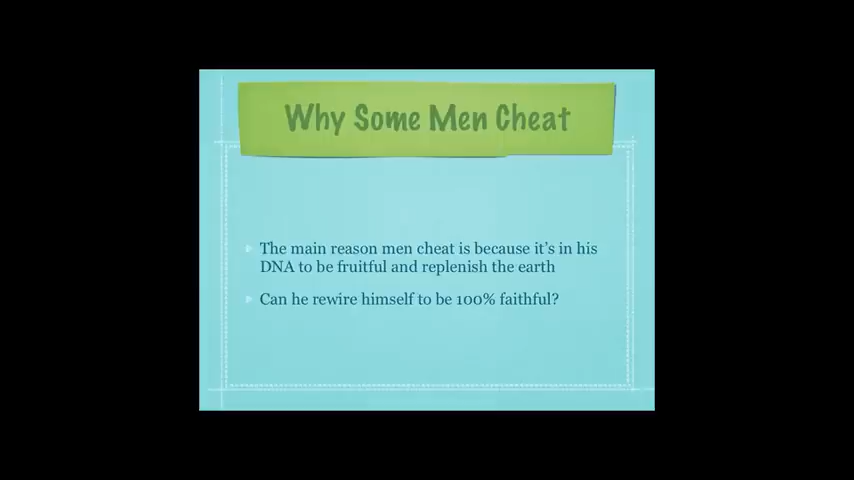 Why Some Men Cheat
The main reason men cheat is because it's in his
DNA to be fruitful and replenish the earth
Can he rewire himself to be 100% faithful?